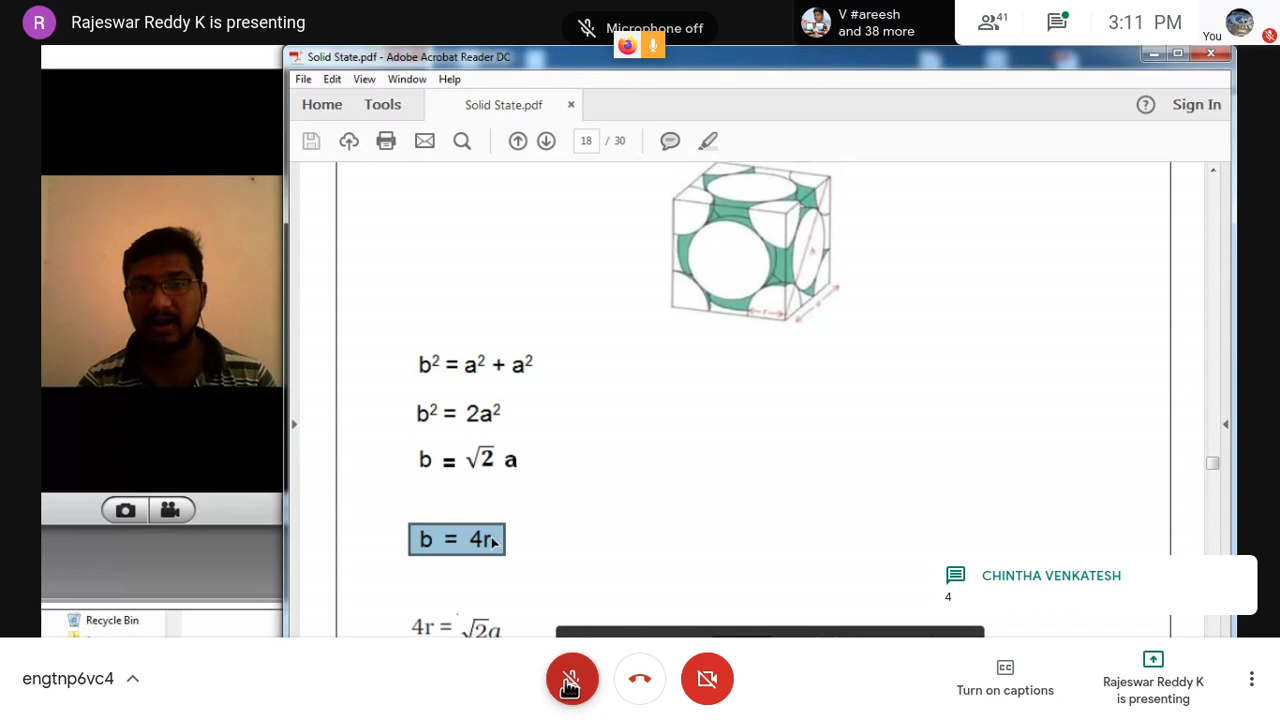 R Rajeswar Reddy K is presenting
Microphone off
V #areesh
and 38 more
41
3:11 PM
You
Solid State.pdf - Adobe Acrobat Reader DC
File Edit View Window Help
Home Tools Solid State.pdf × ? Sign In
18 / 30
r
b² = a² + a²
b² = 2a²
b = √2 a
b = 4r
4r = √2a
CHINTHA VENKATESH
4
Recycle Bin
engtnp6vc4
CC
Turn on captions
Rajeswar Reddy K
is presenting